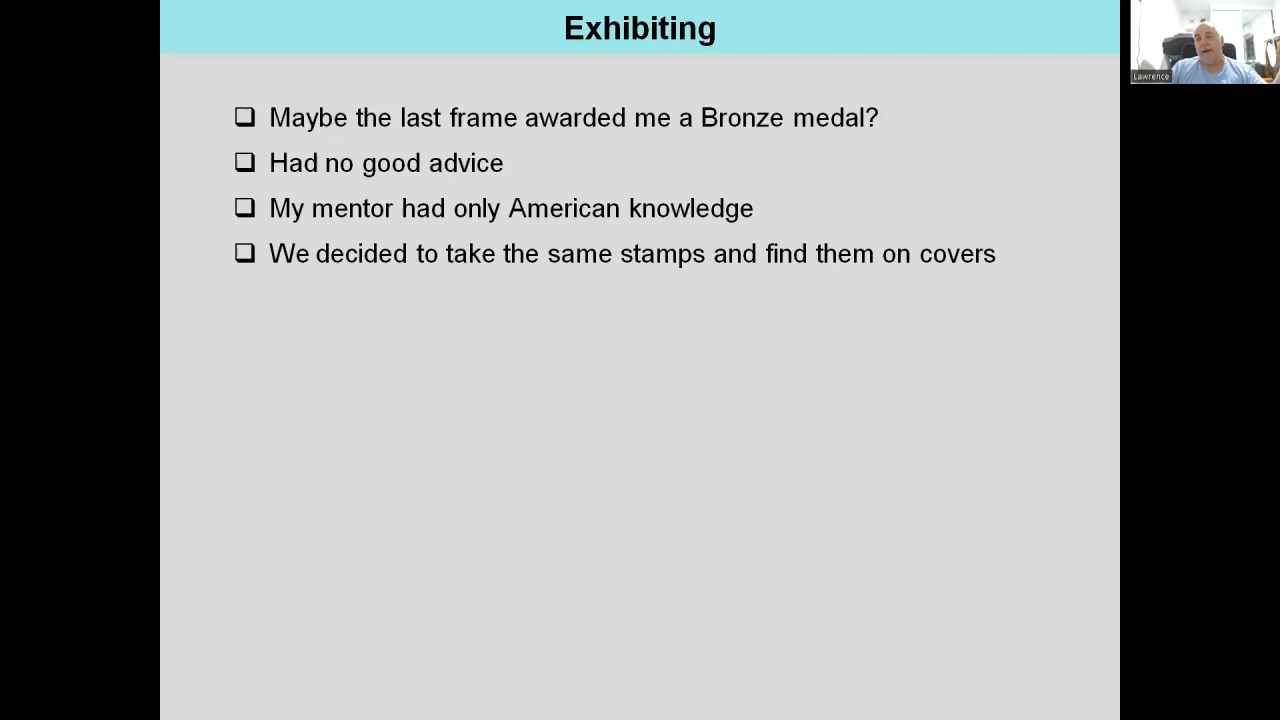 Exhibiting
Maybe the last frame awarded me a Bronze medal?
Had no good advice
My mentor had only American knowledge
We decided to take the same stamps and find them on covers
Lawrence